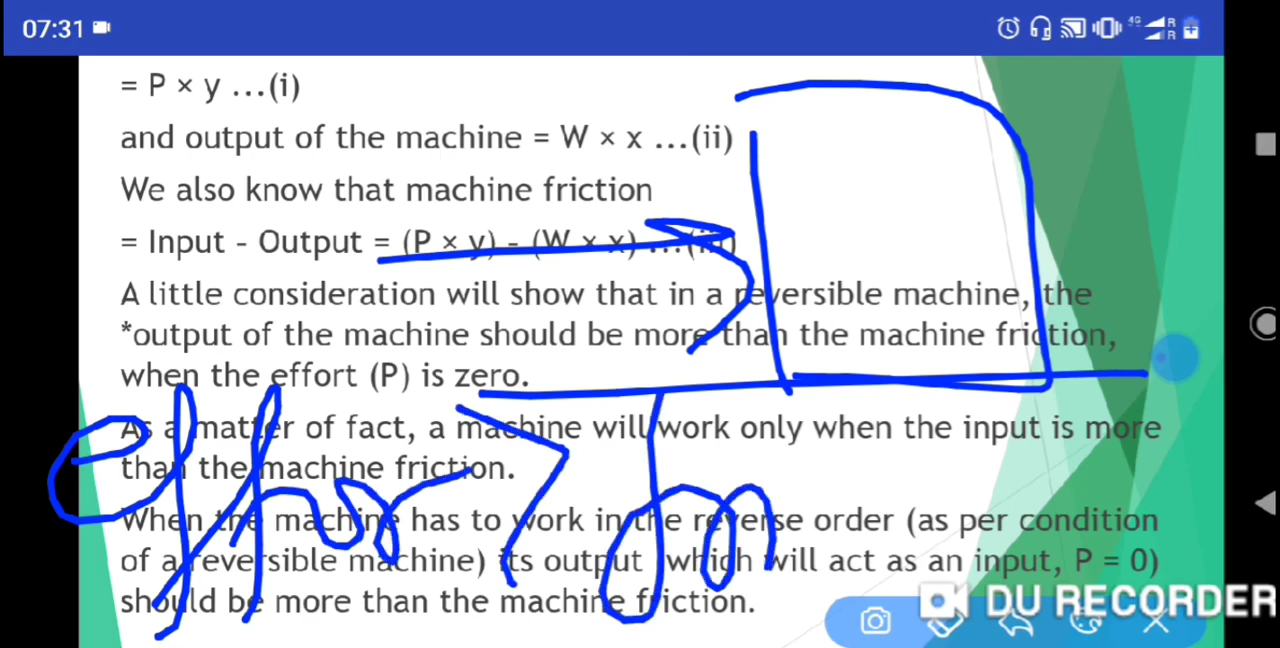 07:31
4G R
R
= P × y ...(i)
and output of the machine = W × x ...(ii)
We also know that machine friction
= Input - Output = (P × y) - (W × x) ...(iii)
A little consideration will show that in a reversible machine, the
*output of the machine should be more than the machine friction,
when the effort (P) is zero.
As a matter of fact, a machine will work only when the input is more
than the machine friction.
When the machine has to work in the reverse order (as per condition
of a reversible machine) its output (which will act as an input, P = 0)
should be more than the machine friction.
DU RECORDER